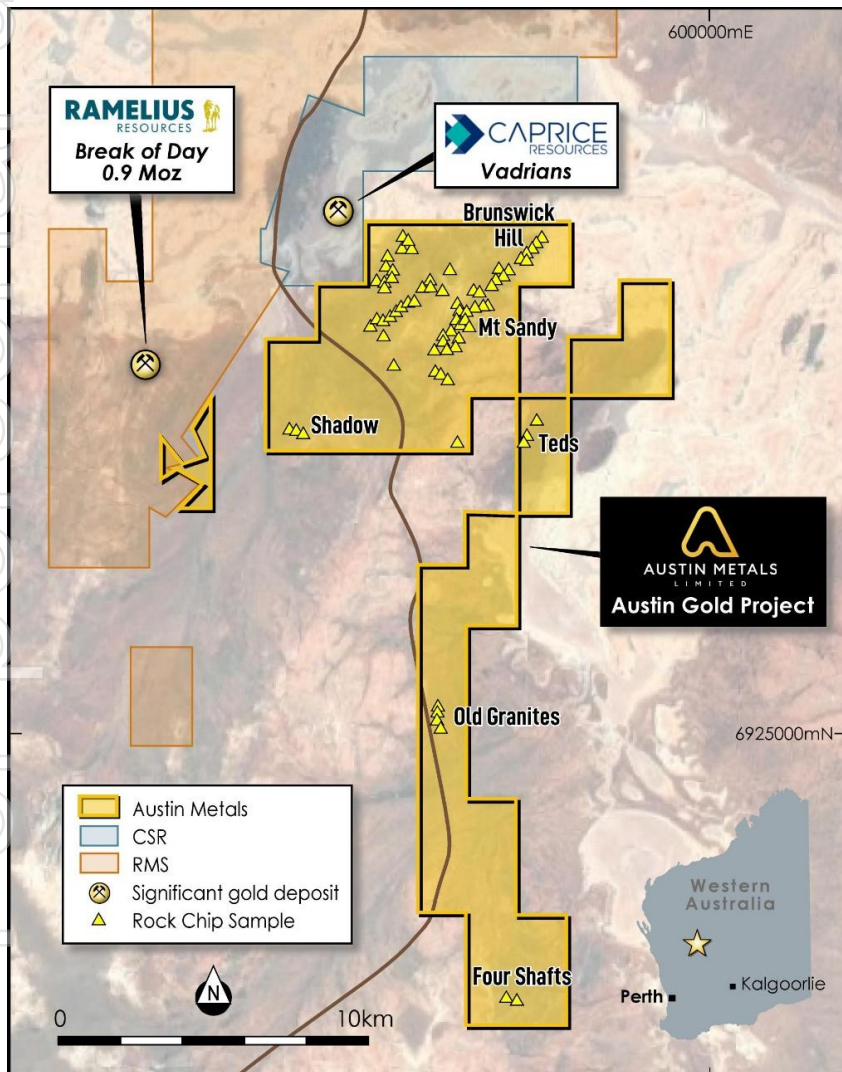 600000mE
RAMELIUS
RESOURCES
Break of Day
0.9 Moz
CAPRICE
RESOURCES
Vadrians
Brunswick
Hill
Mt Sandy
Shadow
Teds
AUSTIN METALS
LIMITED
Austin Gold Project
Old Granites
6925000mN
Austin Metals
CSR
RMS
Significant gold deposit
Rock Chip Sample
Western
Australia
Perth
Kalgoorlie
Four Shafts
N
0
10km